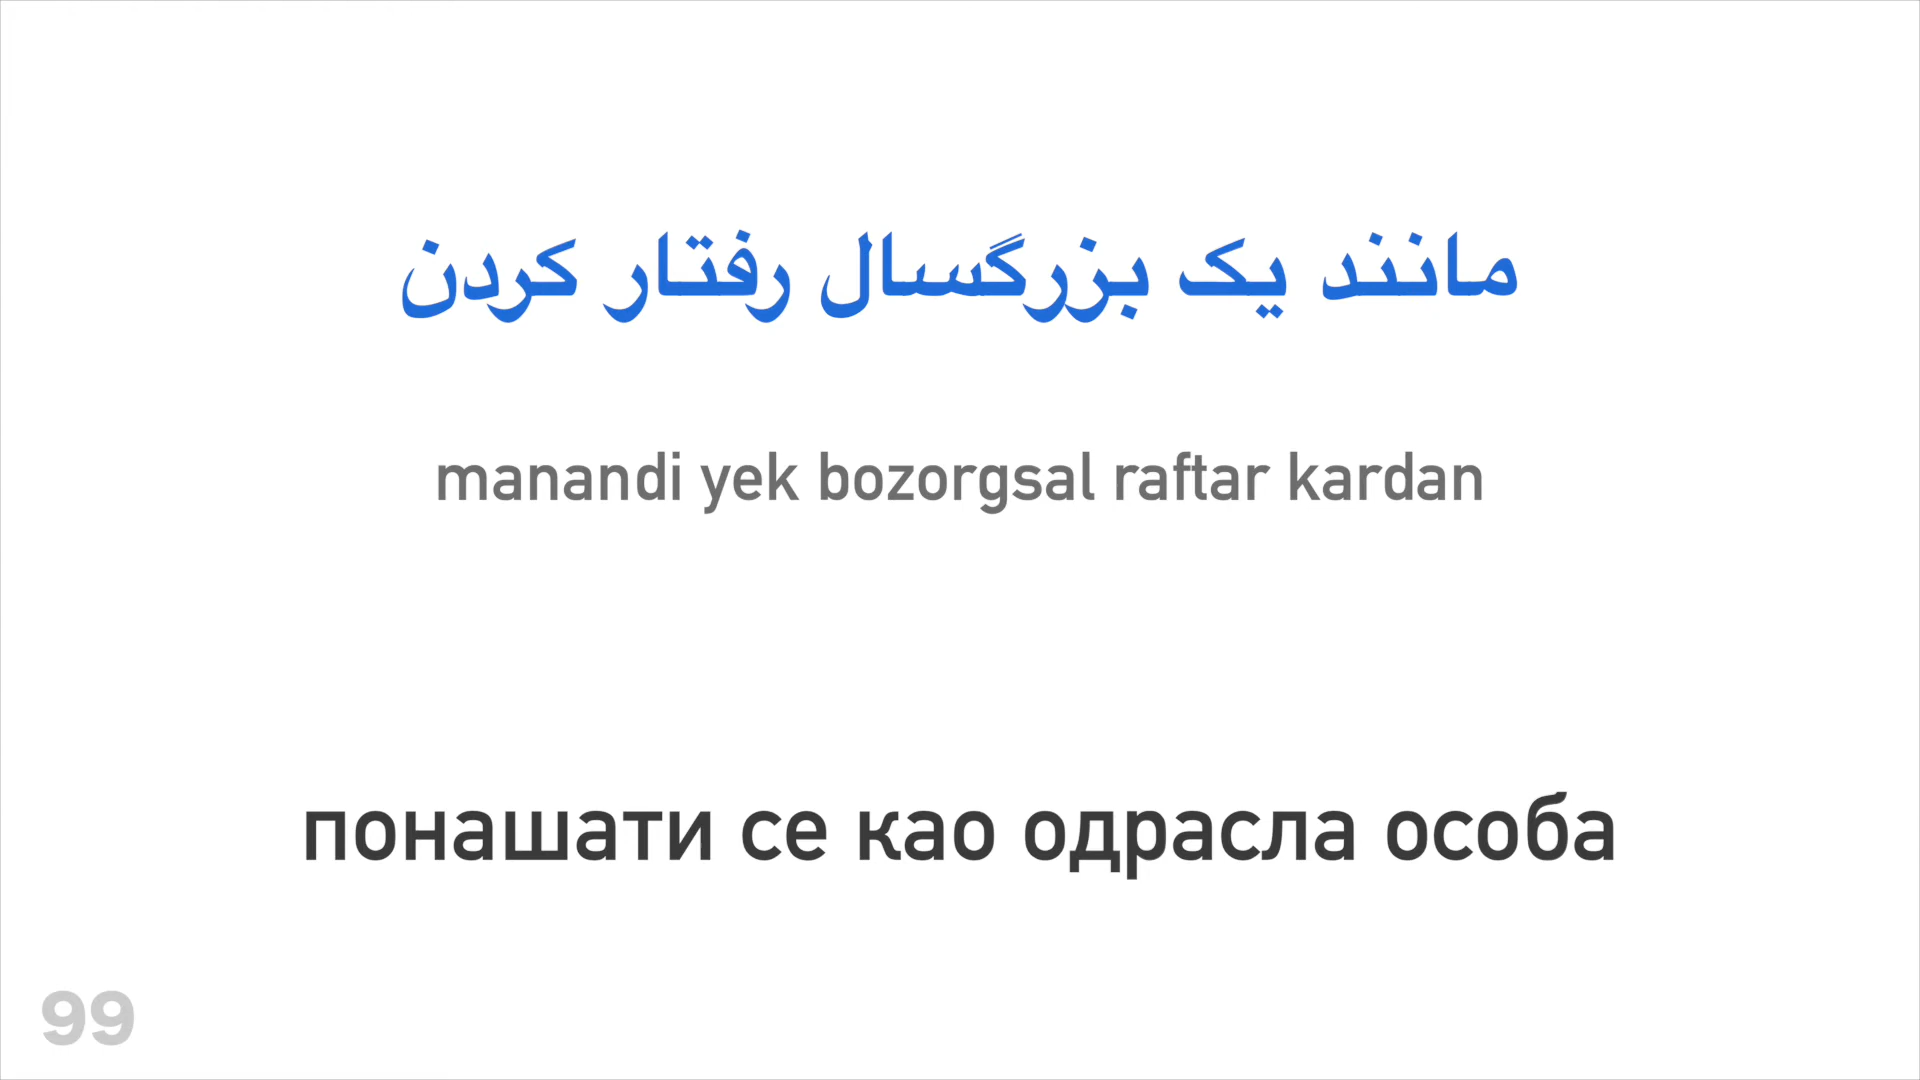 مانند یک بزرگسال رفتار کردن
manandi yek bozorgsal raftar kardan
понашати се као одрасла особа
99